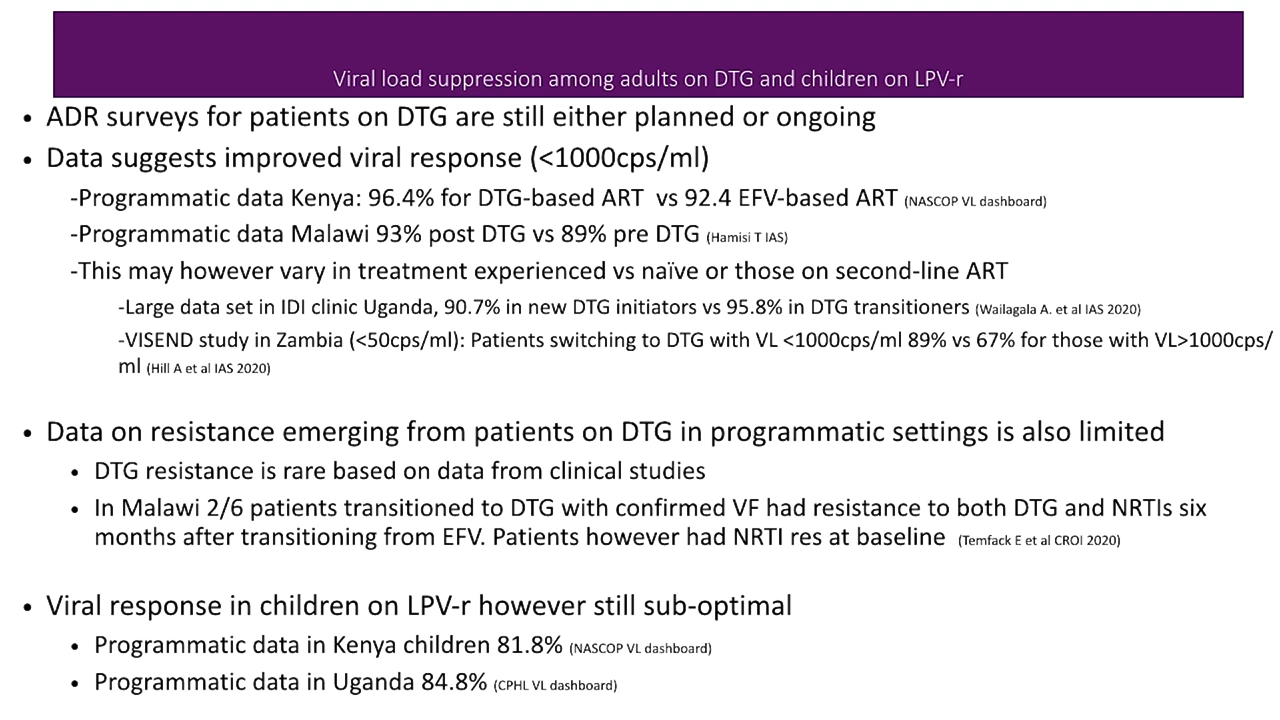 Viral load suppression among adults on DTG and children on LPV-r
• ADR surveys for patients on DTG are still either planned or ongoing
• Data suggests improved viral response (<1000cps/ml)
-Programmatic data Kenya: 96.4% for DTG-based ART vs 92.4 EFV-based ART (NASCOP VL dashboard)
-Programmatic data Malawi 93% post DTG vs 89% pre DTG (Hamisi T IAS)
-This may however vary in treatment experienced vs naïve or those on second-line ART
-Large data set in IDI clinic Uganda, 90.7% in new DTG initiators vs 95.8% in DTG transitioners (Wailagala A. et al IAS 2020)
-VISEND study in Zambia (<50cps/ml): Patients switching to DTG with VL <1000cps/ml 89% vs 67% for those with VL>1000cps/
ml (Hill A et al IAS 2020)
• Data on resistance emerging from patients on DTG in programmatic settings is also limited
• DTG resistance is rare based on data from clinical studies
• In Malawi 2/6 patients transitioned to DTG with confirmed VF had resistance to both DTG and NRTIs six
months after transitioning from EFV. Patients however had NRTI res at baseline (Temfack E et al CROI 2020)
• Viral response in children on LPV-r however still sub-optimal
• Programmatic data in Kenya children 81.8% (NASCOP VL dashboard)
• Programmatic data in Uganda 84.8% (CPHL VL dashboard)